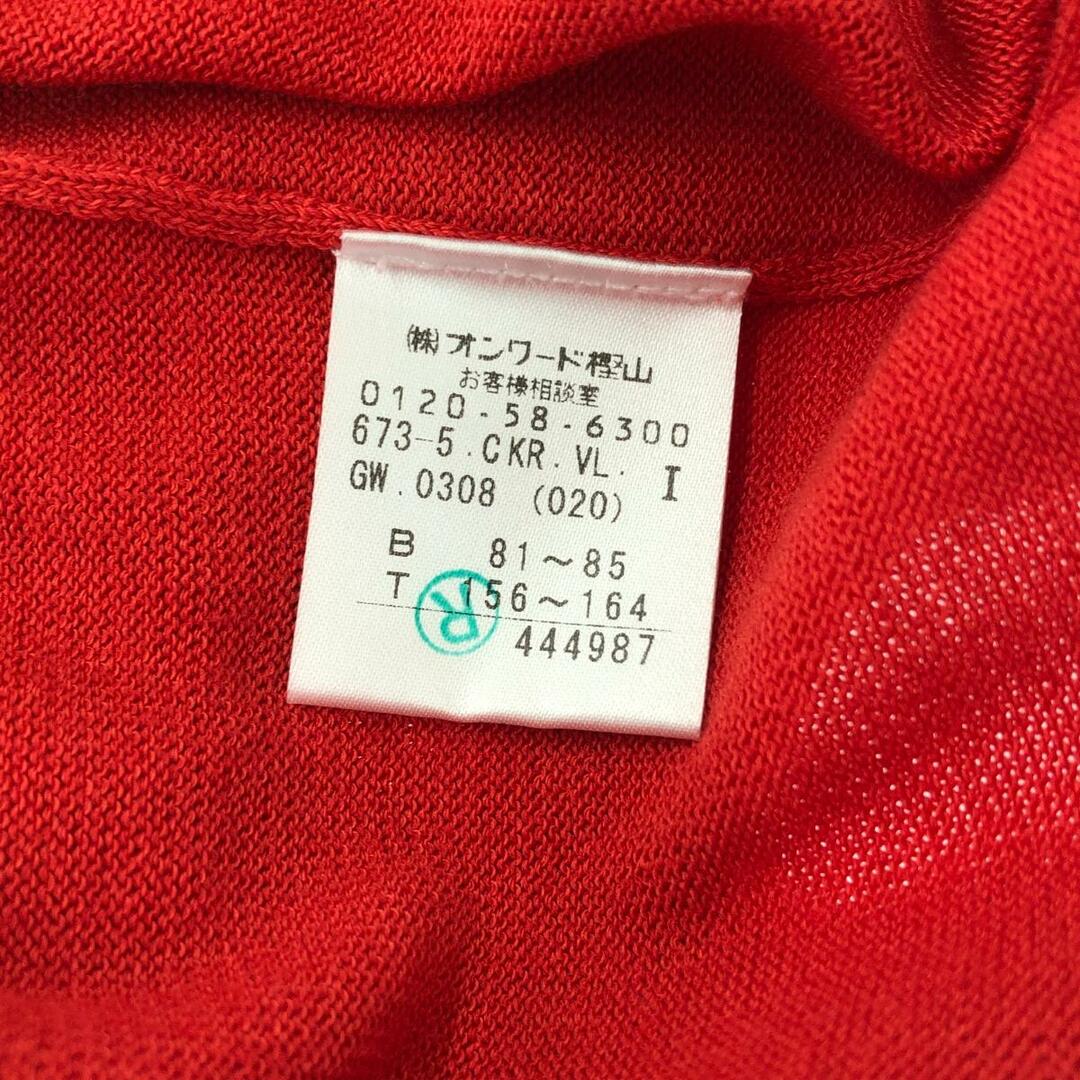 ㈱オンワード樫山
お客様相談室
0120-58-6300
673-5.CKR.VL. I
GW.0308 (020)
B 81～85
T 156～164
R
444987